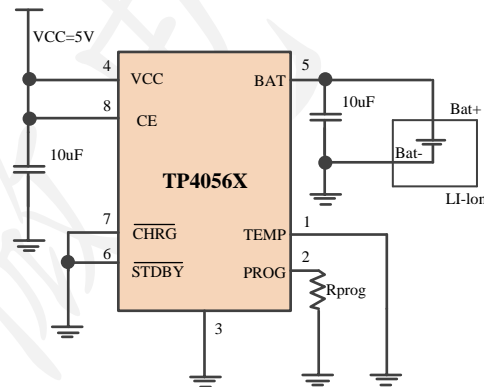 VCC=5V
4
VCC
8
CE
10uF
TP4056X
7
CHRG
6
STDBY
3
5
BAT
10uF
Bat+
Bat-
LI-lon
TEMP
1
PROG
2
Rprog